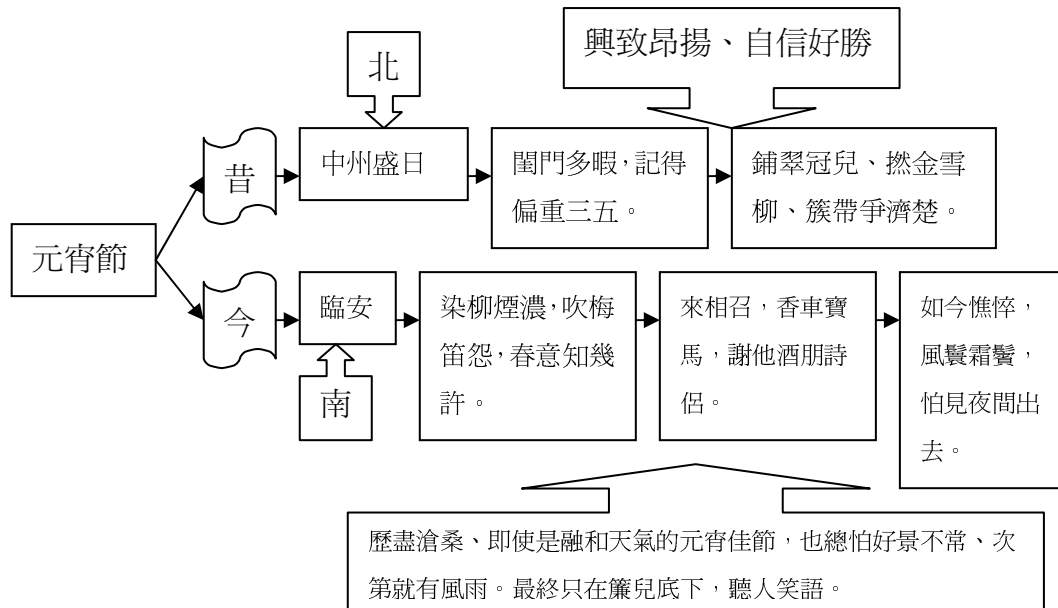 興致昂揚、自信好勝
北
昔
中州盛日
閨門多暇，記得
偏重三五。
鋪翠冠兒、撚金雪
柳、簇帶爭濟楚。
元宵節
今
臨安
南
染柳煙濃，吹梅
笛怨，春意知幾
許。
來相召，香車寶
馬，謝他酒朋詩
侶。
如今憔悴，
風鬟霜鬢，
怕見夜間出
去。
歷盡滄桑、即使是融和天氣的元宵佳節，也總怕好景不常、次
第就有風雨。最終只在簾兒底下，聽人笑語。